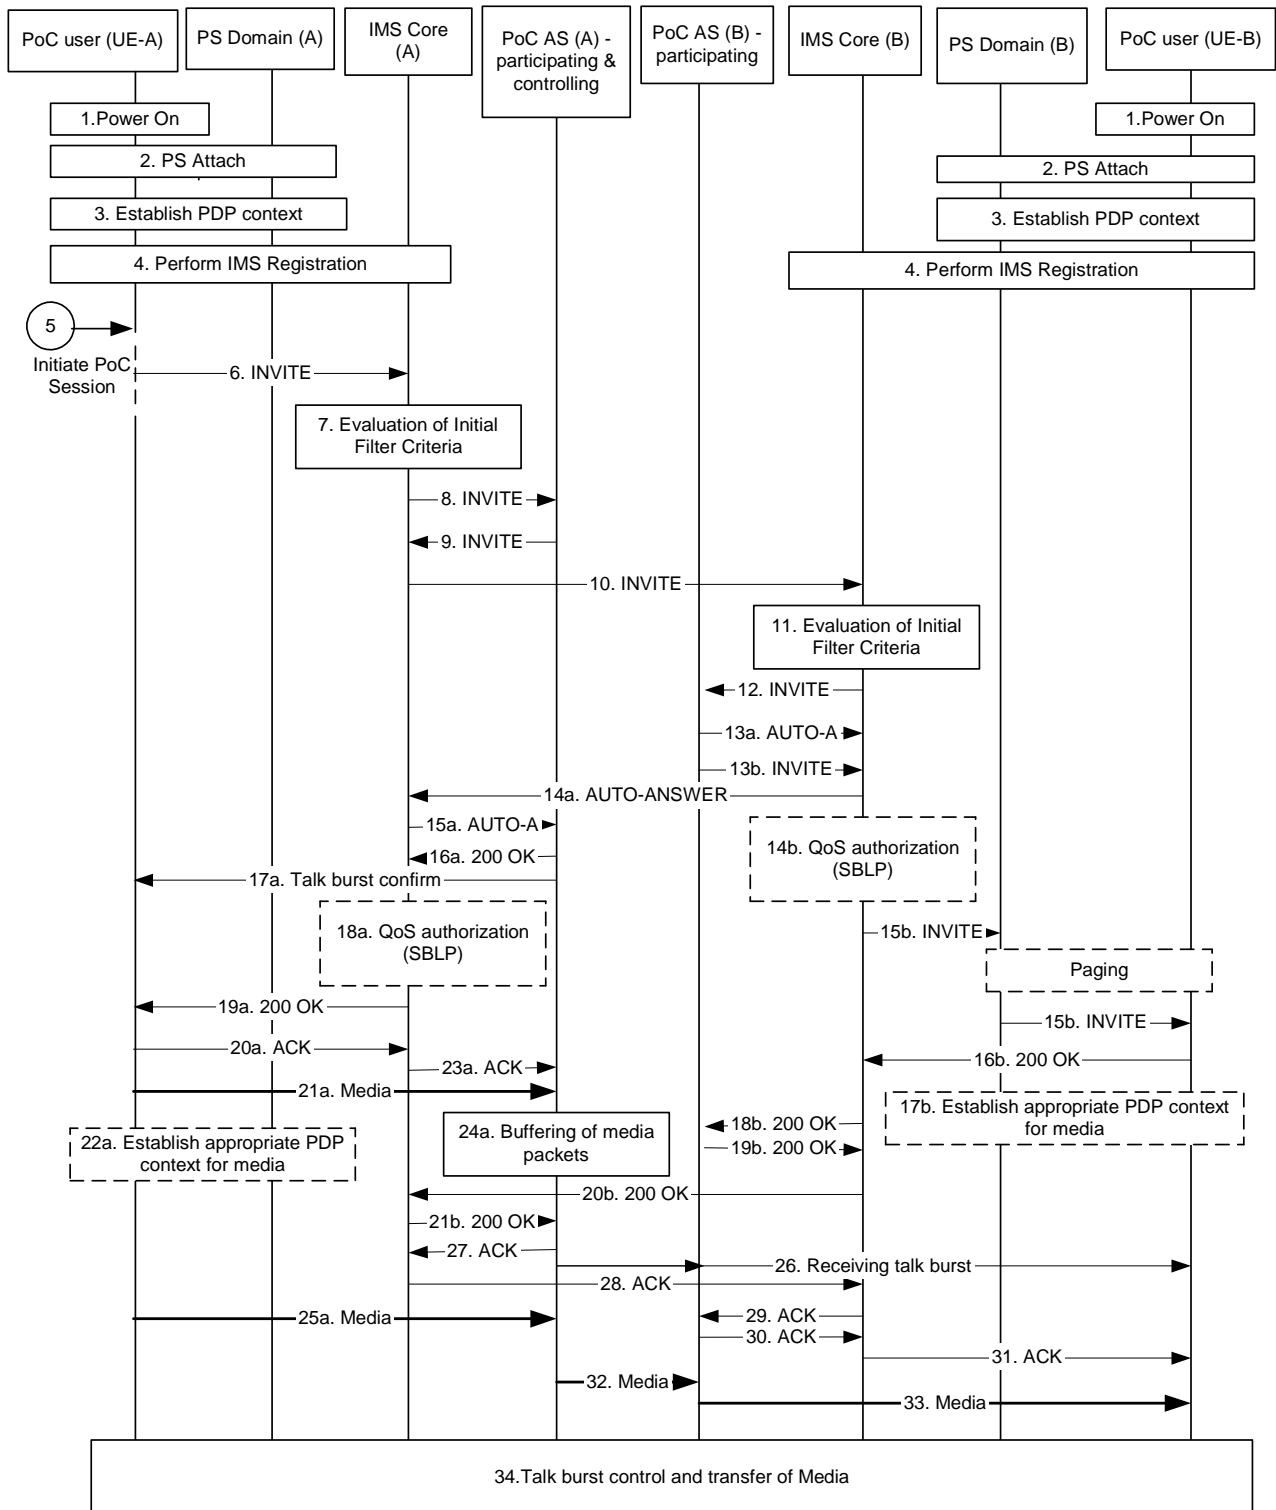 PoC user (UE-A)
PS Domain (A)
IMS Core
(A)
PoC AS (A) -
participating &
controlling
PoC AS (B) -
participating
IMS Core (B)
PS Domain (B)
PoC user (UE-B)
1.Power On
1.Power On
2. PS Attach
2. PS Attach
3. Establish PDP context
3. Establish PDP context
4. Perform IMS Registration
4. Perform IMS Registration
5
Initiate PoC
Session
6. INVITE
7. Evaluation of Initial
Filter Criteria
8. INVITE
9. INVITE
10. INVITE
11. Evaluation of Initial
Filter Criteria
12. INVITE
13a. AUTO-A
13b. INVITE
14a. AUTO-ANSWER
15a. AUTO-A
14b. QoS authorization
(SBLP)
16a. 200 OK
17a. Talk burst confirm
18a. QoS authorization
(SBLP)
15b. INVITE
Paging
19a. 200 OK
15b. INVITE
20a. ACK
16b. 200 OK
23a. ACK
21a. Media
17b. Establish appropriate PDP context
for media
18b. 200 OK
22a. Establish appropriate PDP
context for media
24a. Buffering of media
packets
19b. 200 OK
20b. 200 OK
21b. 200 OK
27. ACK
26. Receiving talk burst
28. ACK
25a. Media
29. ACK
30. ACK
31. ACK
32. Media
33. Media
34.Talk burst control and transfer of Media